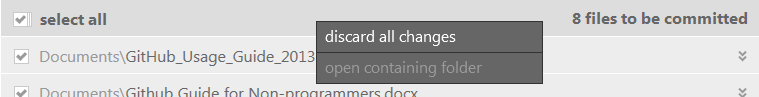 select all
8 files to be committed
discard all changes
Documents\GitHub_Usage_Guide_2013
open containing folder
Documents\Github Guide for Non-programmers.docx